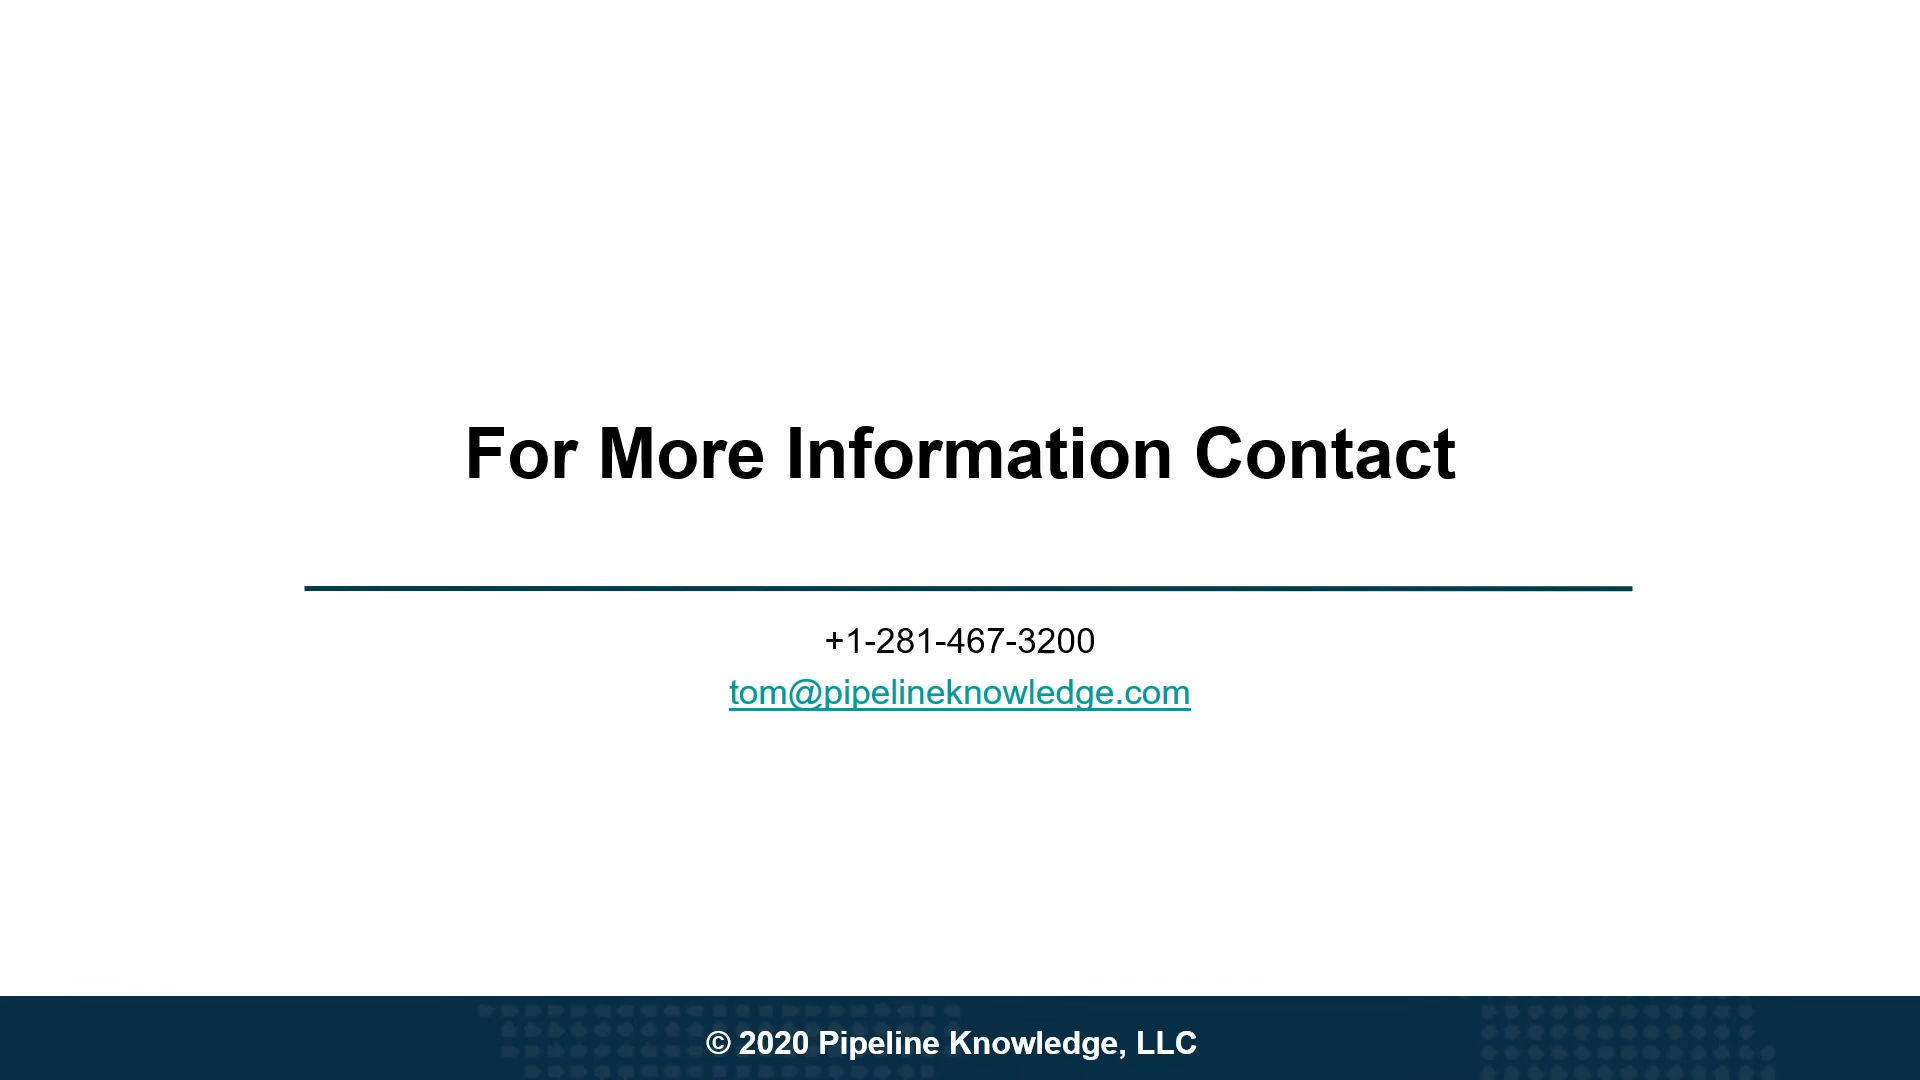 For More Information Contact
+1-281-467-3200
tom@pipelineknowledge.com
© 2020 Pipeline Knowledge, LLC